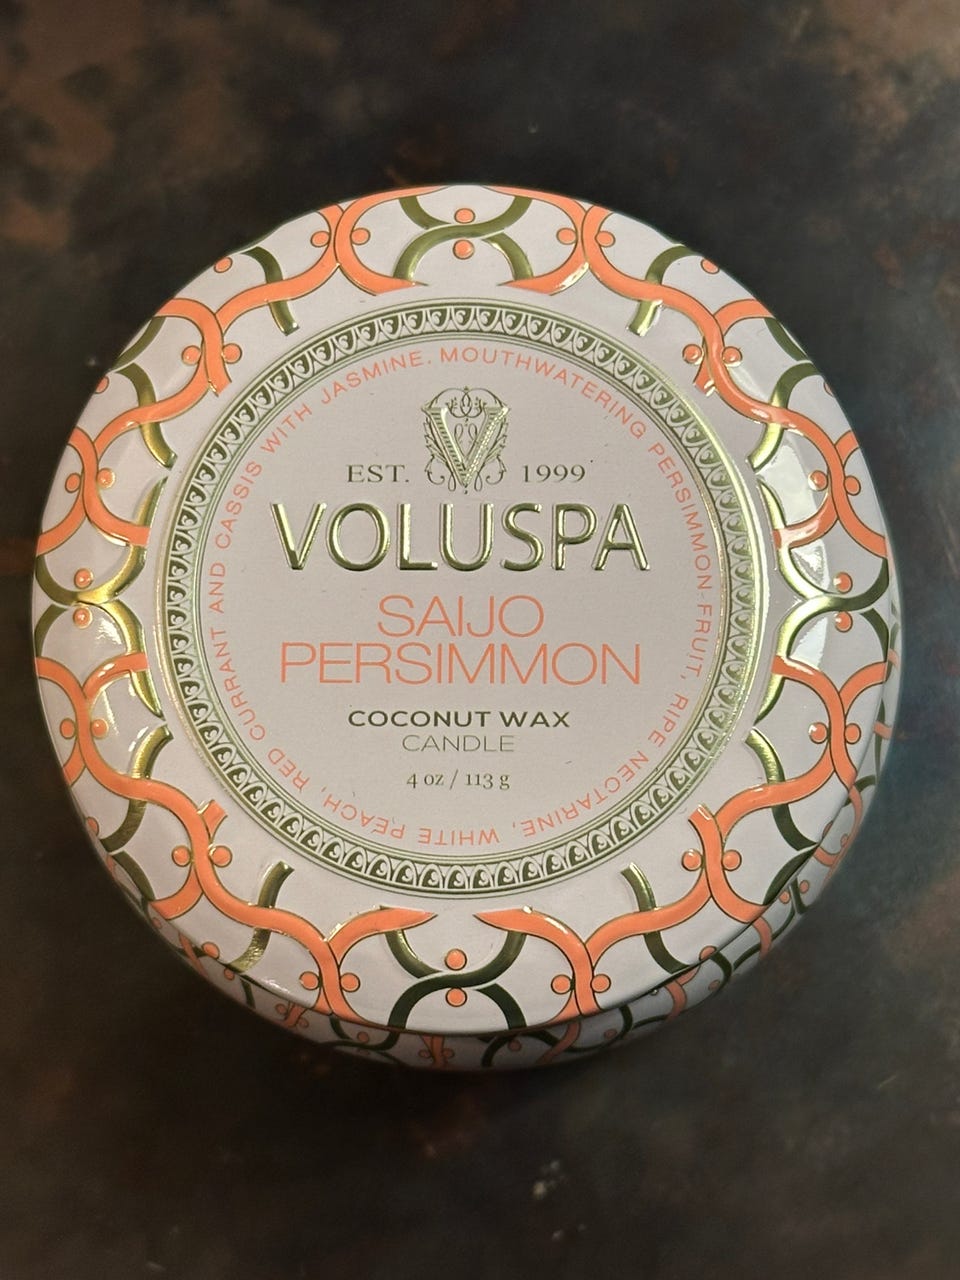 MOUTHWATERING PERSIMMON-FRUIT, RIPE NECTARINE, WHITE PEACH, RED CURRANT AND CASSIS WITH JASMINE.
V
EST. 1999
VOLUSPA
SAIJO
PERSIMMON
COCONUT WAX
CANDLE
4 oz / 113 g